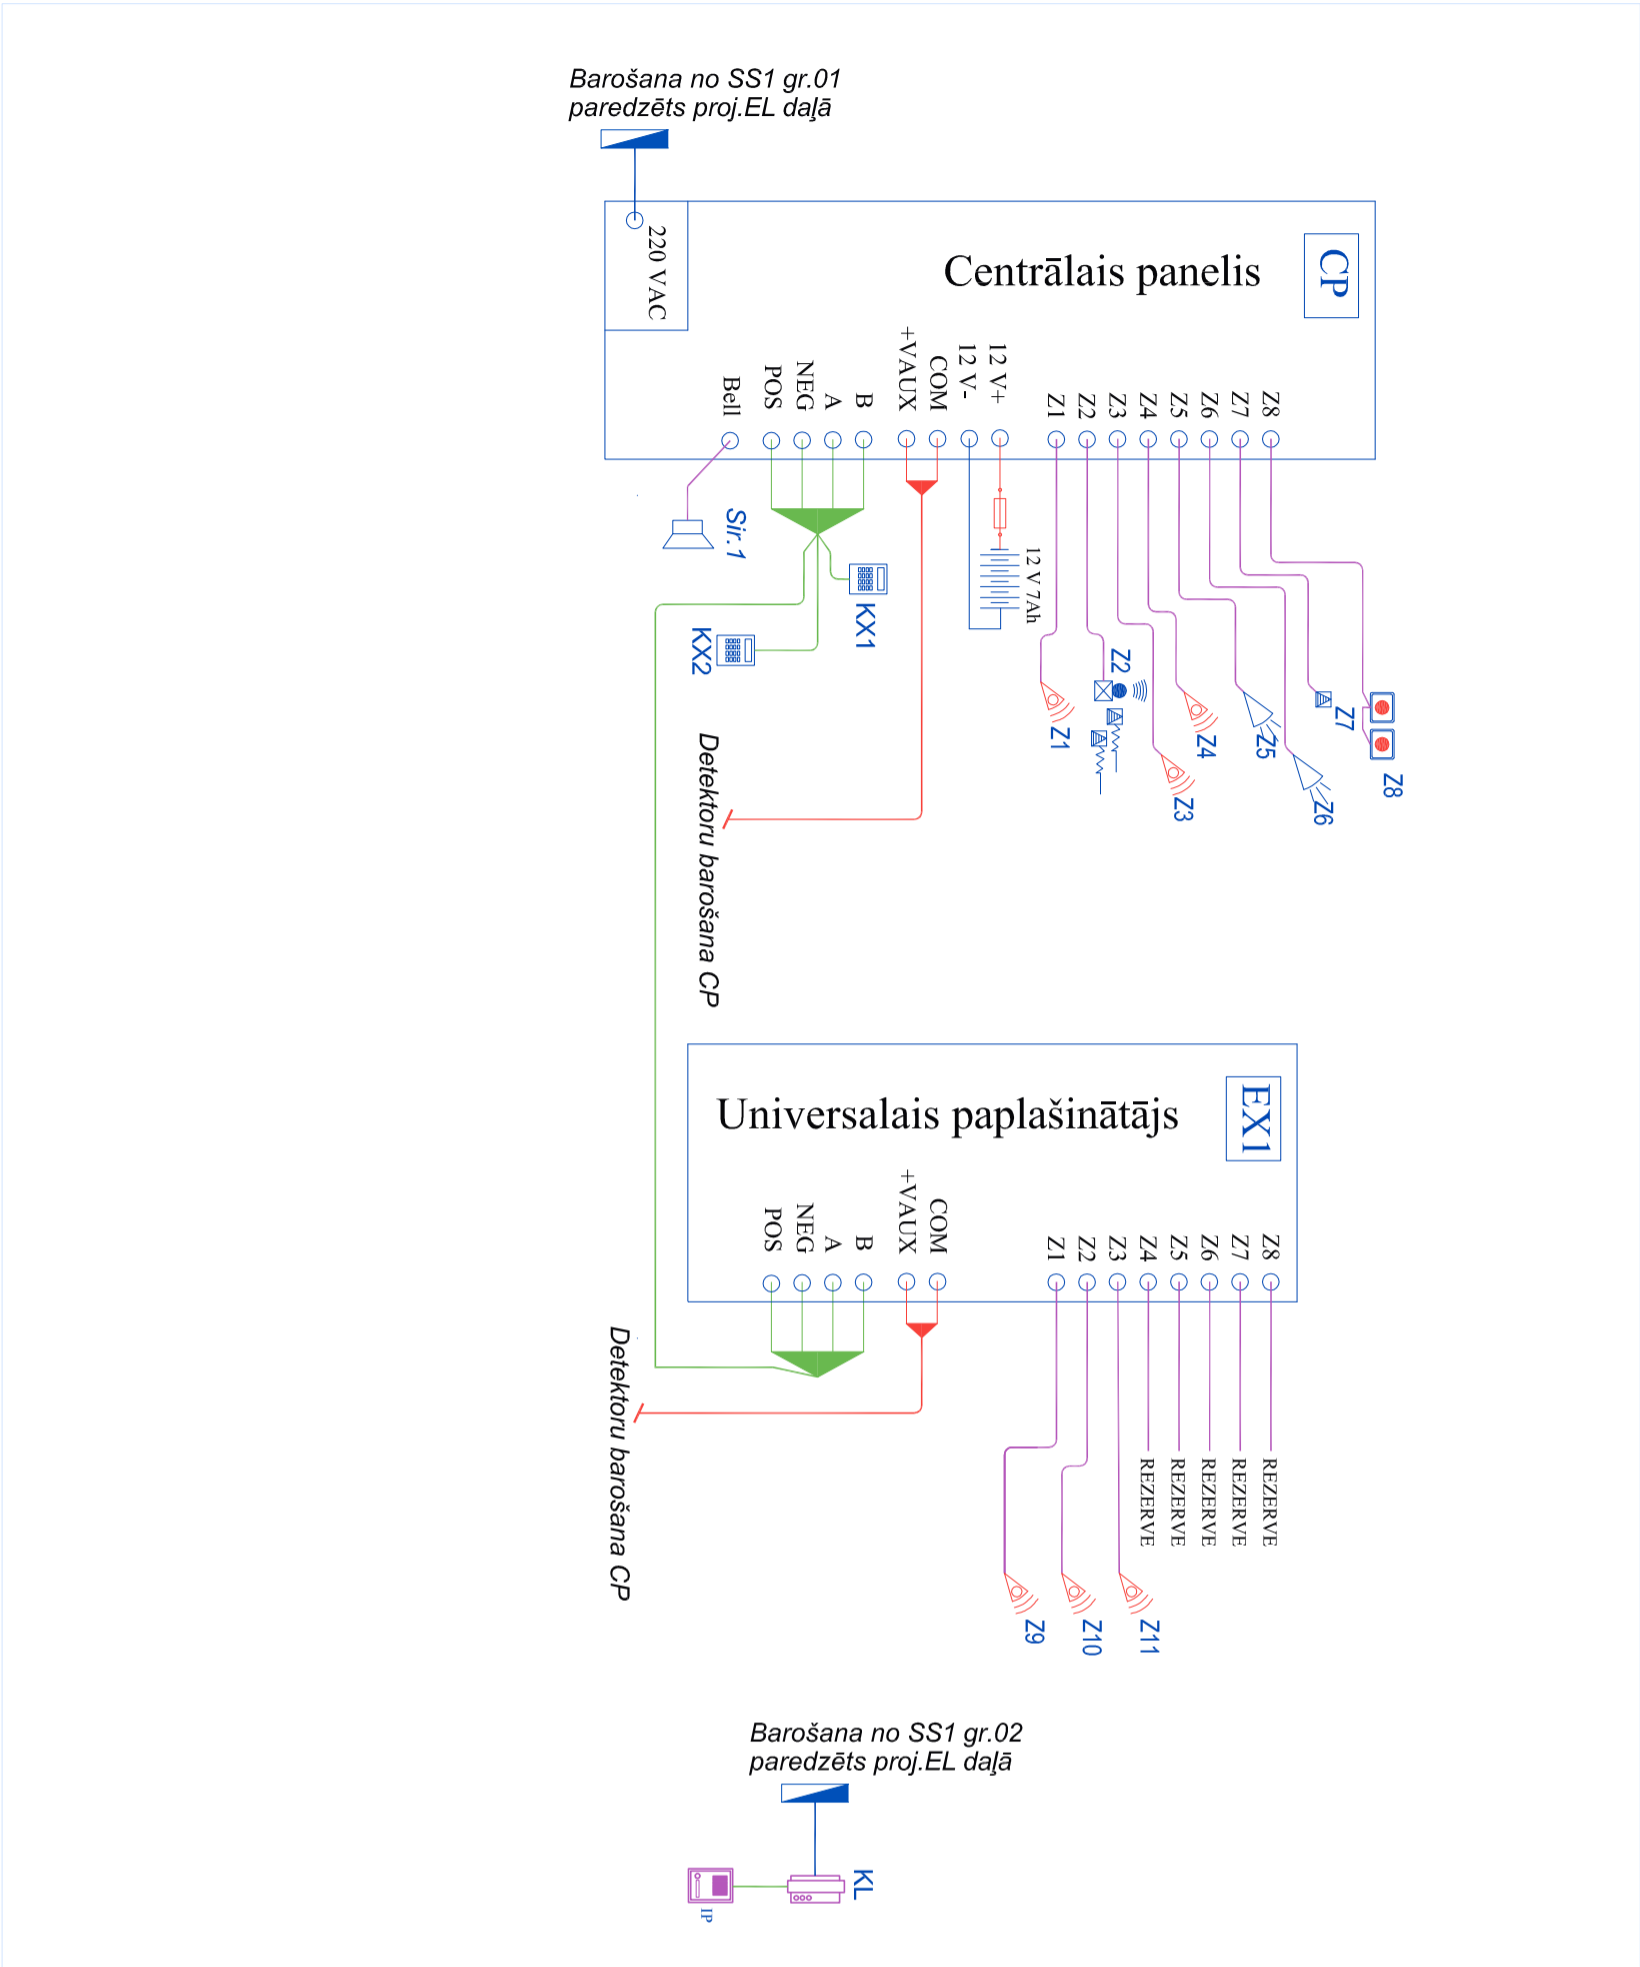 Barošana no SS1 gr.01
paredzēts proj.EL daļā
220 VAC
Centrālais panelis
CP
Bell
POS
NEG
A
B
+VAUX
COM
12 V-
12 V+
Z1
Z2
Z3
Z4
Z5
Z6
Z7
Z8
Sir.1
KX1
KX2
12 V 7Ah
Z1
Z2
Z3
Z4
Z5
Z6
Z7
Z8
Detektoru barošana CP
Universalais paplašinātājs
EX1
POS
NEG
A
B
+VAUX
COM
Z1
Z2
Z3
Z4
Z5
Z6
Z7
Z8
REZERVE
REZERVE
REZERVE
REZERVE
REZERVE
Detektoru barošana CP
Z9
Z10
Z11
Barošana no SS1 gr.02
paredzēts proj.EL daļā
KL
IP